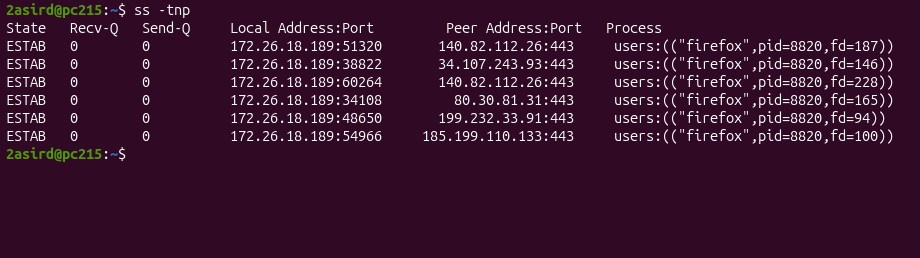 2asird@pc215:~$ ss -tnp
State Recv-Q Send-Q Local Address:Port Peer Address:Port Process
ESTAB 0 0 172.26.18.189:51320 140.82.112.26:443 users:(("firefox",pid=8820,fd=187))
ESTAB 0 0 172.26.18.189:38822 34.107.243.93:443 users:(("firefox",pid=8820,fd=146))
ESTAB 0 0 172.26.18.189:60264 140.82.112.26:443 users:(("firefox",pid=8820,fd=228))
ESTAB 0 0 172.26.18.189:34108 80.30.81.31:443 users:(("firefox",pid=8820,fd=165))
ESTAB 0 0 172.26.18.189:48650 199.232.33.91:443 users:(("firefox",pid=8820,fd=94))
ESTAB 0 0 172.26.18.189:54966 185.199.110.133:443 users:(("firefox",pid=8820,fd=100))
2asird@pc215:~$